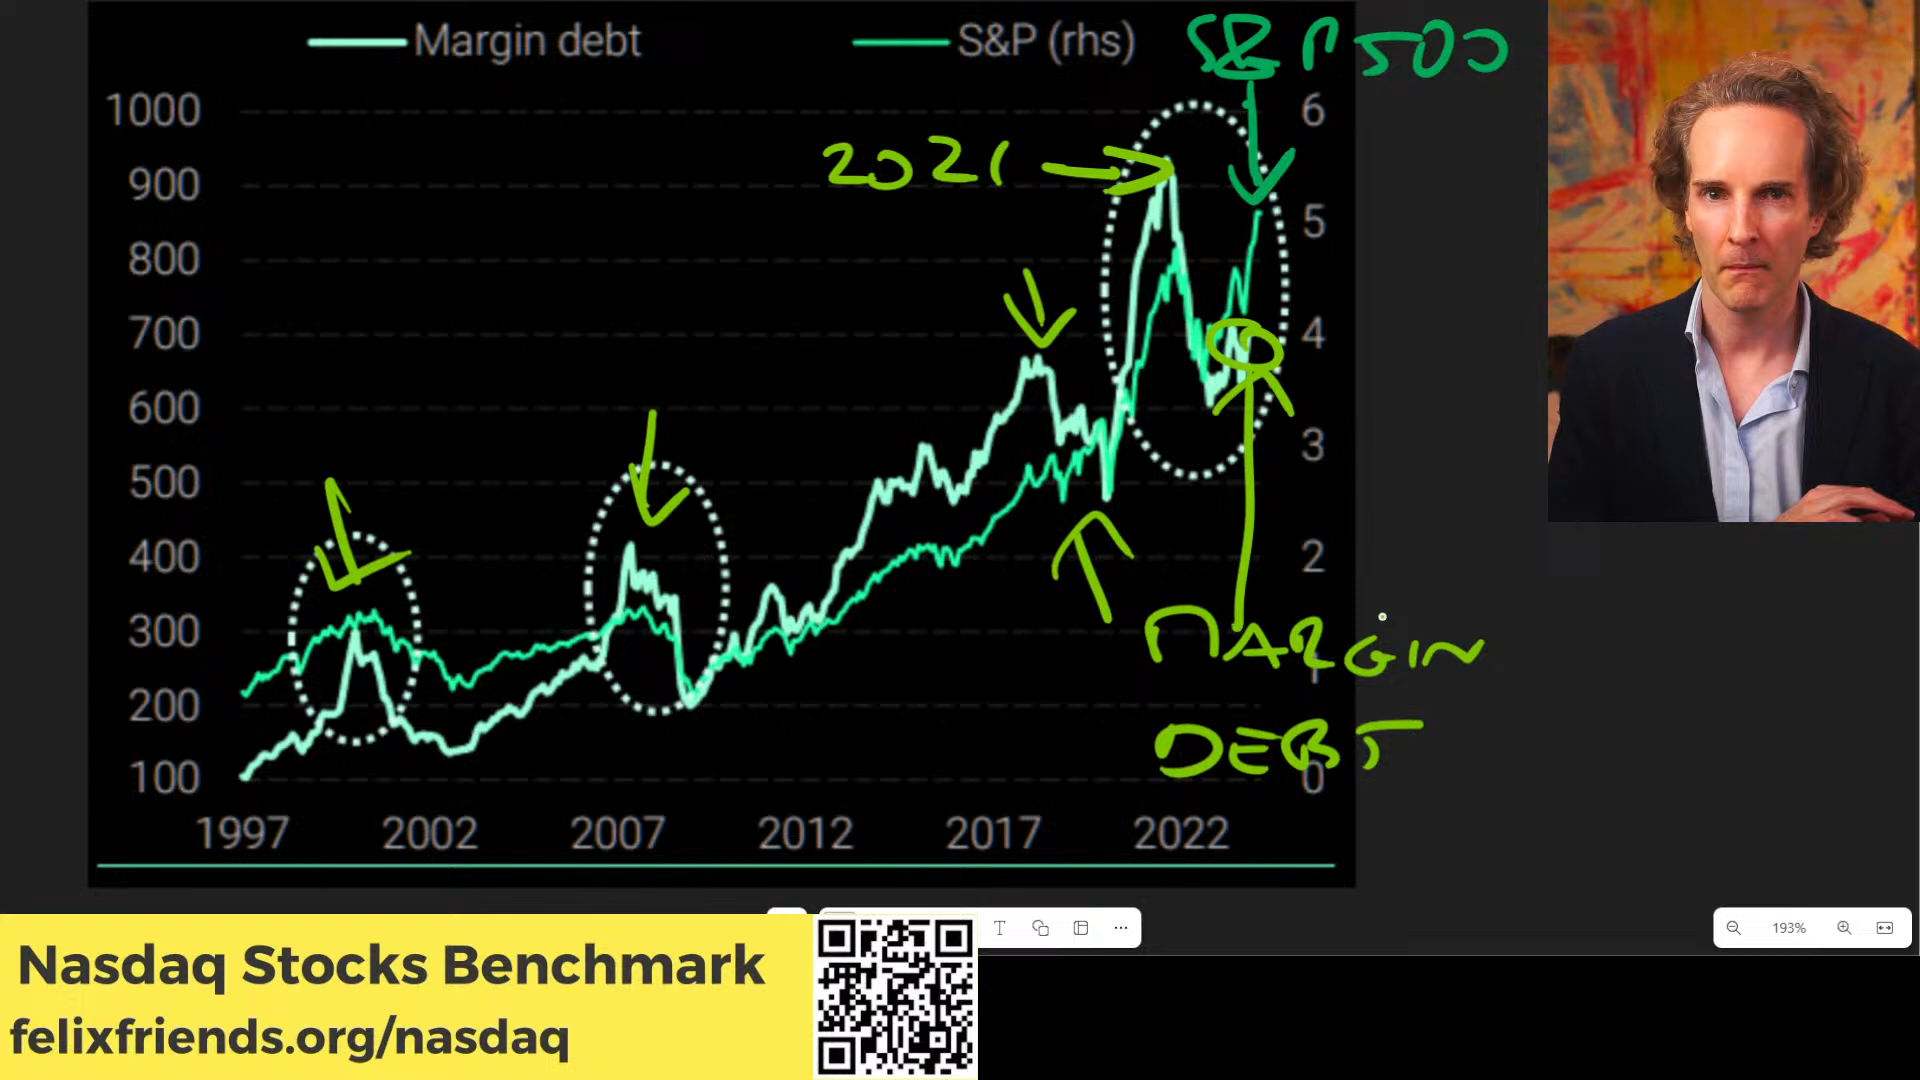 Margin debt
S&P (rhs)
S&P 500
1000
900
800
700
600
500
400
300
200
100
6
5
4
3
2
1
0
2021
MARGIN
DEBT
1997 2002 2007 2012 2017 2022
T
193%
Nasdaq Stocks Benchmark
felixfriends.org/nasdaq